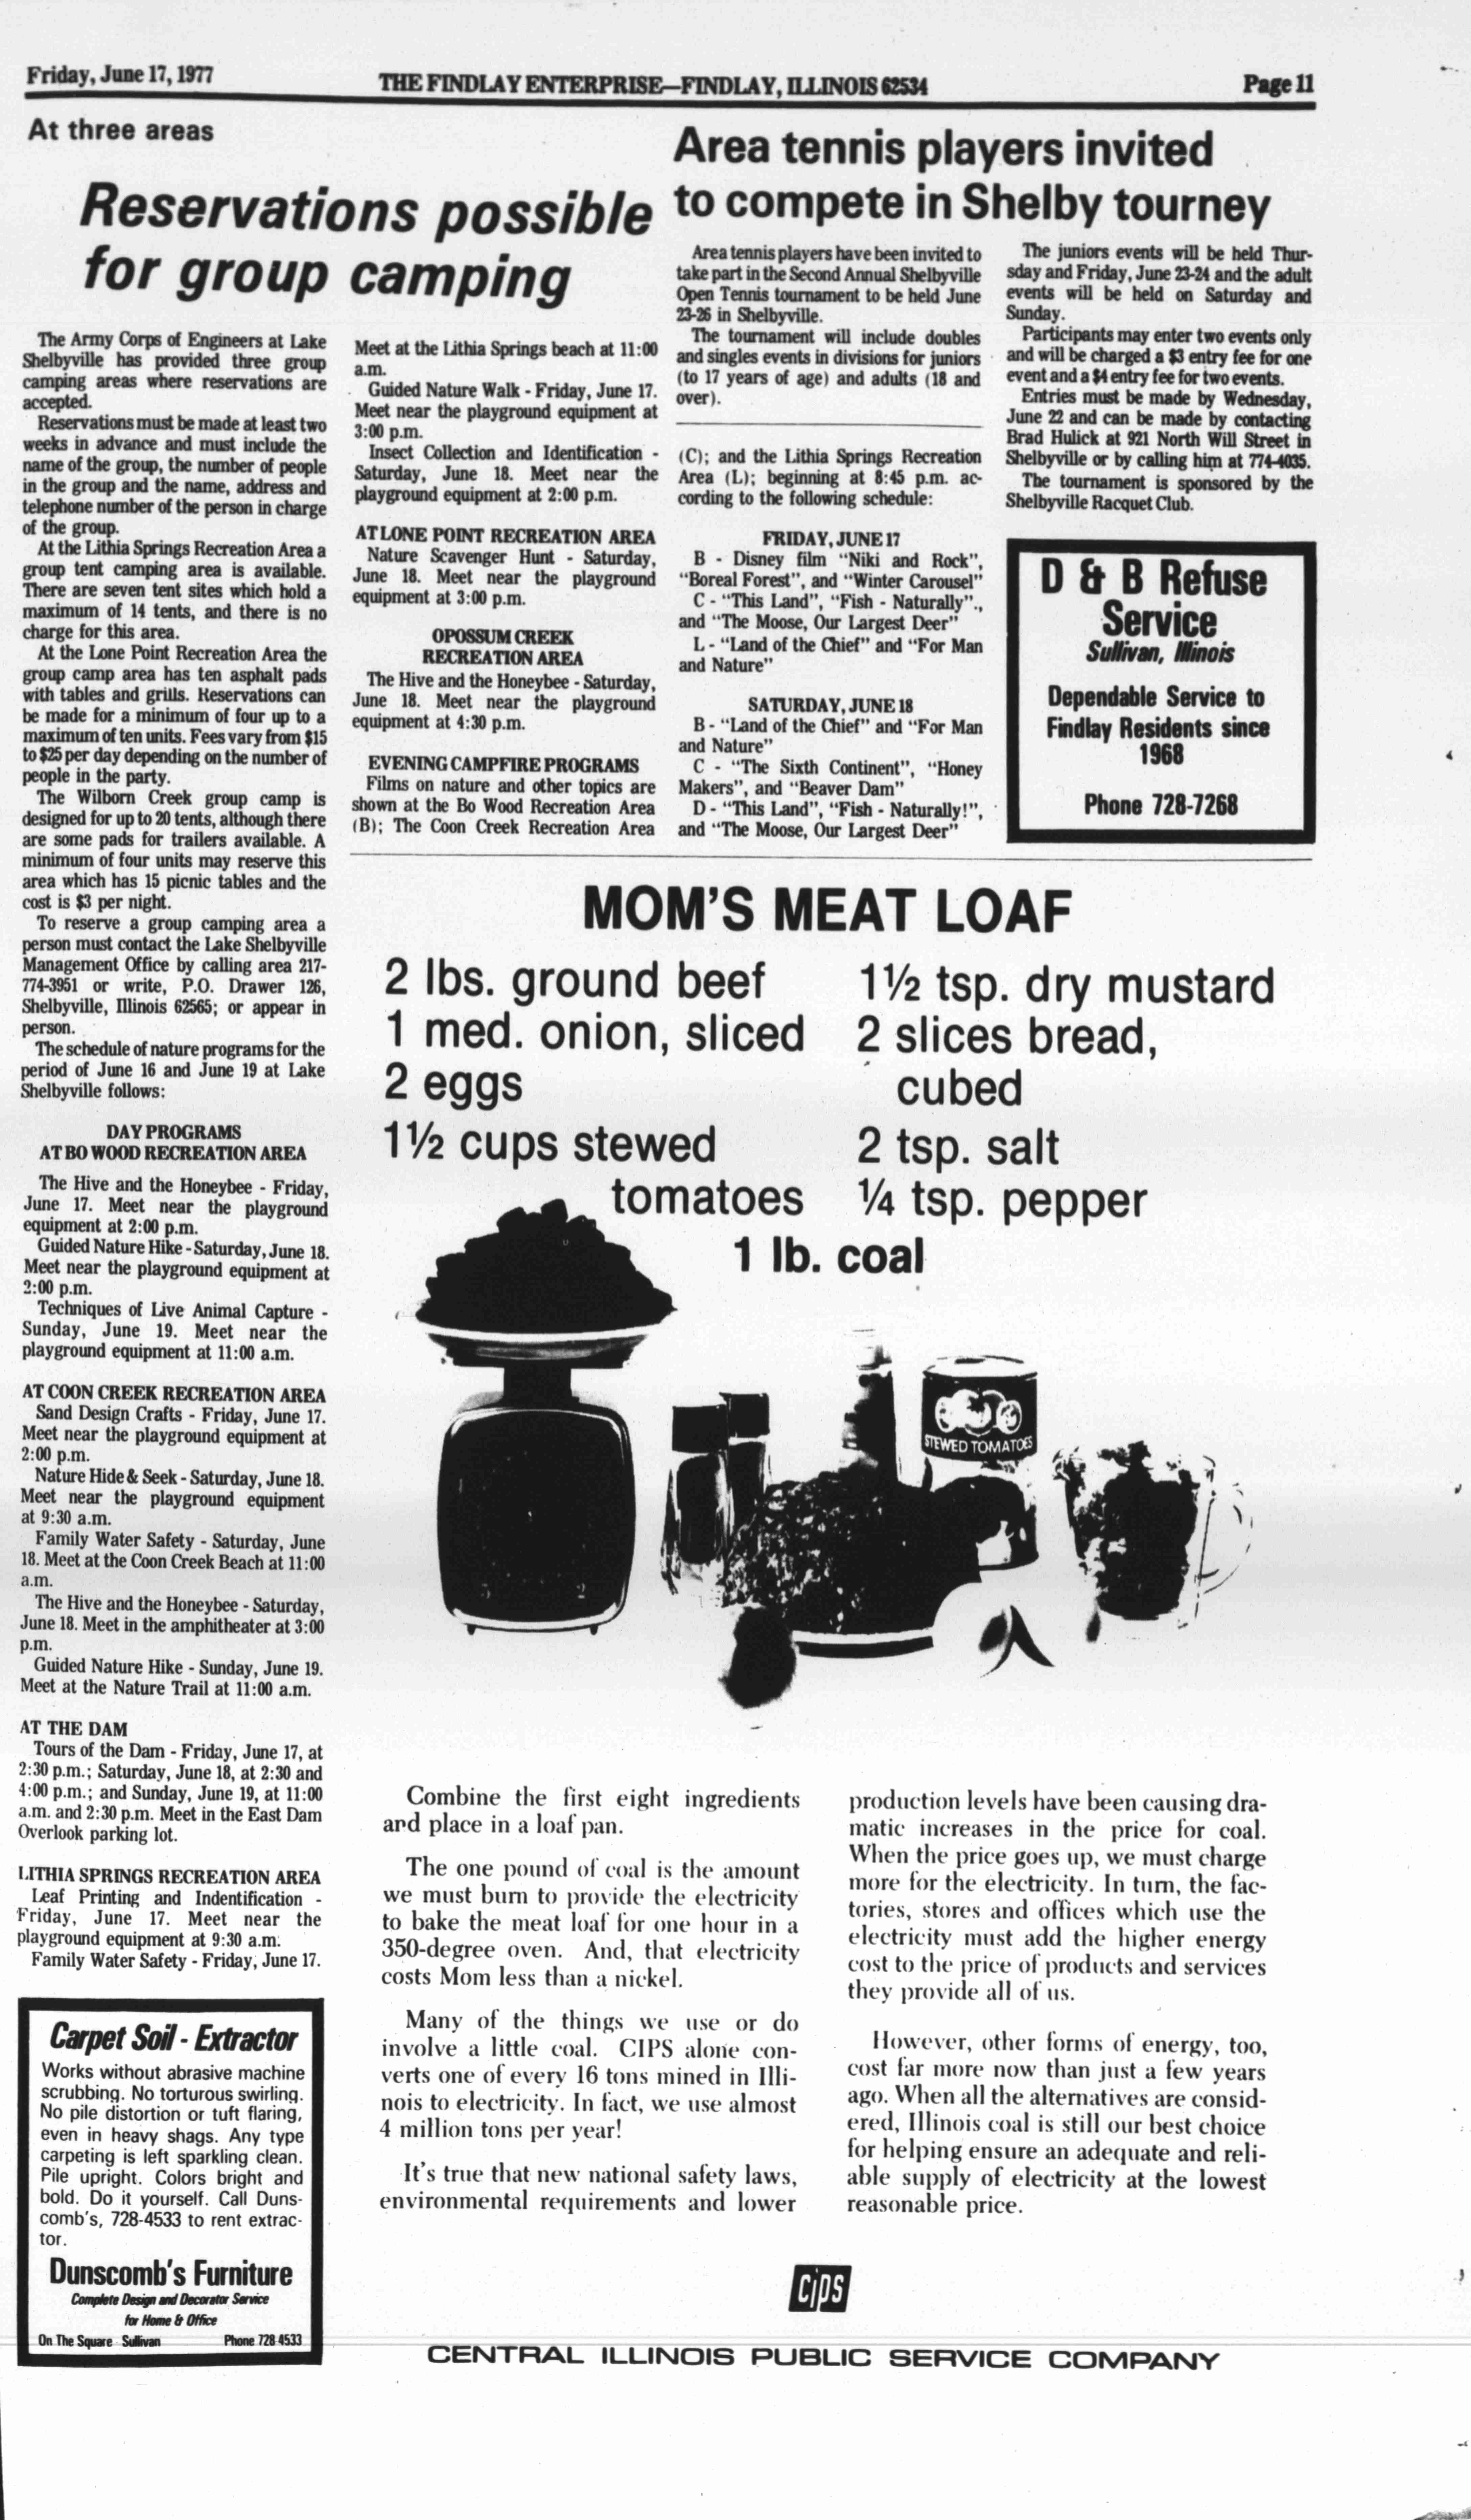 Friday, June 17, 1977
THE FINDLAY ENTERPRISE—FINDLAY, ILLINOIS 62534
Page 11
At three areas
Reservations possible
for group camping
The Army Corps of Engineers at Lake
Shelbyville has provided three group
camping areas where reservations are
accepted.
Reservations must be made at least two
weeks in advance and must include the
name of the group, the number of people
in the group and the name, address and
telephone number of the person in charge
of the group.
At the Lithia Springs Recreation Area a
group tent camping area is available.
There are seven tent sites which hold a
maximum of 14 tents, and there is no
charge for this area.
At the Lone Point Recreation Area the
group camp area has ten asphalt pads
with tables and grills. Reservations can
be made for a minimum of four up to a
maximum of ten units. Fees vary from $15
to $25 per day depending on the number of
people in the party.
The Wilborn Creek group camp is
designed for up to 20 tents, although there
are some pads for trailers available. A
minimum of four units may reserve this
area which has 15 picnic tables and the
cost is $3 per night.
To reserve a group camping area a
person must contact the Lake Shelbyville
Management Office by calling area 217-
774-3951 or write, P.O. Drawer 126,
Shelbyville, Illinois 62565; or appear in
person.
The schedule of nature programs for the
period of June 16 and June 19 at Lake
Shelbyville follows:
DAY PROGRAMS
AT BO WOOD RECREATION AREA
The Hive and the Honeybee - Friday,
June 17. Meet near the playground
equipment at 2:00 p.m.
Guided Nature Hike - Saturday, June 18.
Meet near the playground equipment at
2:00 p.m.
Techniques of Live Animal Capture -
Sunday, June 19. Meet near the
playground equipment at 11:00 a.m.
AT COON CREEK RECREATION AREA
Sand Design Crafts - Friday, June 17.
Meet near the playground equipment at
2:00 p.m.
Nature Hide & Seek - Saturday, June 18.
Meet near the playground equipment
at 9:30 a.m.
Family Water Safety - Saturday, June
18. Meet at the Coon Creek Beach at 11:00
a.m.
The Hive and the Honeybee - Saturday,
June 18. Meet in the amphitheater at 3:00
p.m.
Guided Nature Hike - Sunday, June 19.
Meet at the Nature Trail at 11:00 a.m.
AT THE DAM
Tours of the Dam - Friday, June 17, at
2:30 p.m.; Saturday, June 18, at 2:30 and
4:00 p.m.; and Sunday, June 19, at 11:00
a.m. and 2:30 p.m. Meet in the East Dam
Overlook parking lot.
LITHIA SPRINGS RECREATION AREA
Leaf Printing and Indentification -
Friday, June 17. Meet near the
playground equipment at 9:30 a.m.
Family Water Safety - Friday, June 17.
Meet at the Lithia Springs beach at 11:00
a.m.
Guided Nature Walk - Friday, June 17.
Meet near the playground equipment at
3:00 p.m.
Insect Collection and Identification -
Saturday, June 18. Meet near the
playground equipment at 2:00 p.m.
AT LONE POINT RECREATION AREA
Nature Scavenger Hunt - Saturday,
June 18. Meet near the playground
equipment at 3:00 p.m.
OPOSSUM CREEK
RECREATION AREA
The Hive and the Honeybee - Saturday,
June 18. Meet near the playground
equipment at 4:30 p.m.
EVENING CAMPFIRE PROGRAMS
Films on nature and other topics are
shown at the Bo Wood Recreation Area
(B); The Coon Creek Recreation Area
(C); and the Lithia Springs Recreation
Area (L); beginning at 8:45 p.m. ac-
cording to the following schedule:
FRIDAY, JUNE 17
B - Disney film "Niki and Rock",
"Boreal Forest", and "Winter Carousel"
C - "This Land", "Fish - Naturally".,
and "The Moose, Our Largest Deer"
L - "Land of the Chief" and "For Man
and Nature"
SATURDAY, JUNE 18
B - "Land of the Chief" and "For Man
and Nature"
C - "The Sixth Continent", "Honey
Makers", and "Beaver Dam"
D - "This Land", "Fish - Naturally!",
and "The Moose, Our Largest Deer"
Area tennis players invited
to compete in Shelby tourney
Area tennis players have been invited to
take part in the Second Annual Shelbyville
Open Tennis tournament to be held June
23-26 in Shelbyville.
The tournament will include doubles
and singles events in divisions for juniors
(to 17 years of age) and adults (18 and
over).
The juniors events will be held Thur-
sday and Friday, June 23-24 and the adult
events will be held on Saturday and
Sunday.
Participants may enter two events only
and will be charged a $3 entry fee for one
event and a $4 entry fee for two events.
Entries must be made by Wednesday,
June 22 and can be made by contacting
Brad Hulick at 921 North Will Street in
Shelbyville or by calling him at 774-4035.
The tournament is sponsored by the
Shelbyville Racquet Club.
D & B Refuse
Service
Sullivan, Illinois
Dependable Service to
Findlay Residents since
1968
Phone 728-7268
MOM'S MEAT LOAF
2 lbs. ground beef
1 med. onion, sliced
2 eggs
1½ cups stewed
tomatoes
1½ tsp. dry mustard
2 slices bread,
cubed
2 tsp. salt
¼ tsp. pepper
1 lb. coal
STEWED TOMATOES
Combine the first eight ingredients
and place in a loaf pan.
The one pound of coal is the amount
we must burn to provide the electricity
to bake the meat loaf for one hour in a
350-degree oven. And, that electricity
costs Mom less than a nickel.
Many of the things we use or do
involve a little coal. CIPS alone con-
verts one of every 16 tons mined in Illi-
nois to electricity. In fact, we use almost
4 million tons per year!
It's true that new national safety laws,
environmental requirements and lower
production levels have been causing dra-
matic increases in the price for coal.
When the price goes up, we must charge
more for the electricity. In turn, the fac-
tories, stores and offices which use the
electricity must add the higher energy
cost to the price of products and services
they provide all of us.
However, other forms of energy, too,
cost far more now than just a few years
ago. When all the alternatives are consid-
ered, Illinois coal is still our best choice
for helping ensure an adequate and reli-
able supply of electricity at the lowest
reasonable price.
CIPS
CENTRAL ILLINOIS PUBLIC SERVICE COMPANY
Carpet Soil - Extractor
Works without abrasive machine
scrubbing. No torturous swirling.
No pile distortion or tuft flaring,
even in heavy shags. Any type
carpeting is left sparkling clean.
Pile upright. Colors bright and
bold. Do it yourself. Call Duns-
comb's, 728-4533 to rent extrac-
tor.
Dunscomb's Furniture
Complete Design and Decorator Service
for Home & Office
On The Square Sullivan Phone 728-4533